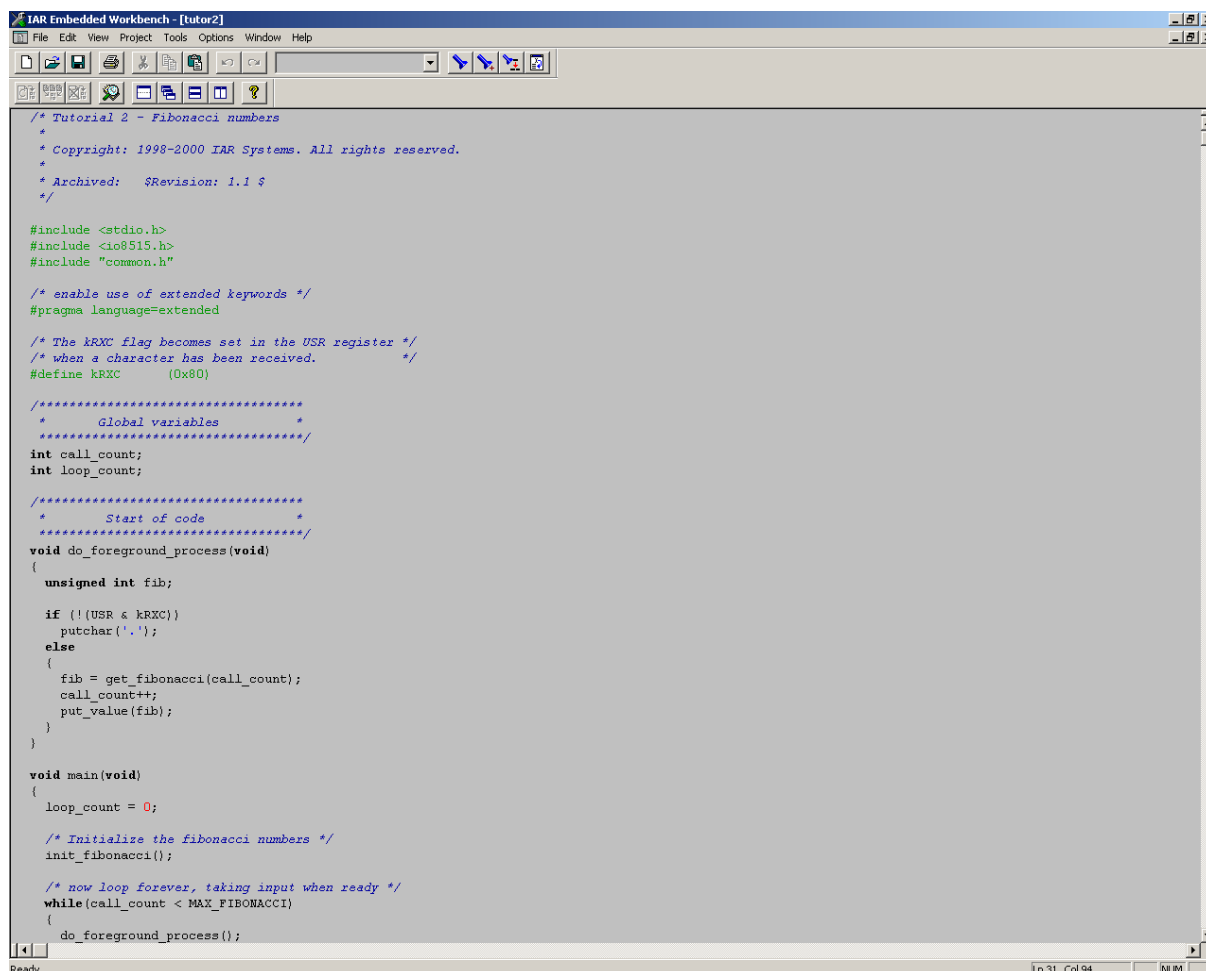 IAR Embedded Workbench - [tutor2]
File Edit View Project Tools Options Window Help
/* Tutorial 2 - Fibonacci numbers
 *
 * Copyright: 1998-2000 IAR Systems. All rights reserved.
 *
 * Archived:   $Revision: 1.1 $
 */
#include <stdio.h>
#include <io8515.h>
#include "common.h"
/* enable use of extended keywords */
#pragma language=extended
/* The kRXC flag becomes set in the USR register */
/* when a character has been received.           */
#define kRXC      (0x80)
/*********************************
 *       Global variables         *
 *********************************/
int call_count;
int loop_count;
/*********************************
 *        Start of code           *
 *********************************/
void do_foreground_process(void)
{
  unsigned int fib;
  if (!(USR & kRXC))
    putchar('.');
  else
  {
    fib = get_fibonacci(call_count);
    call_count++;
    put_value(fib);
  }
}
void main(void)
{
  loop_count = 0;
  /* Initialize the fibonacci numbers */
  init_fibonacci();
  /* now loop forever, taking input when ready */
  while(call_count < MAX_FIBONACCI)
  {
    do_foreground_process();
Ready Ln 31, Col 94 NUM